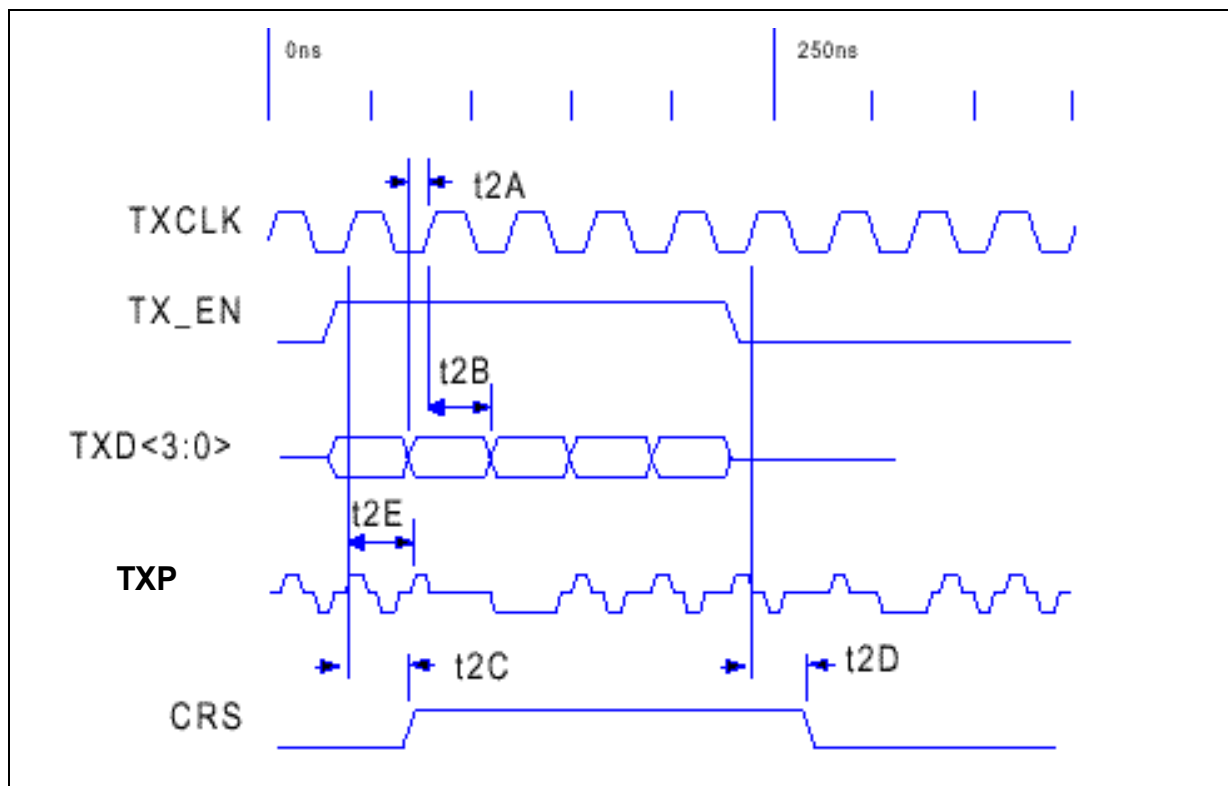 0ns 250ns
t2A
TXCLK
TX_EN
t2B
TXD<3:0>
t2E
TXP
t2C t2D
CRS